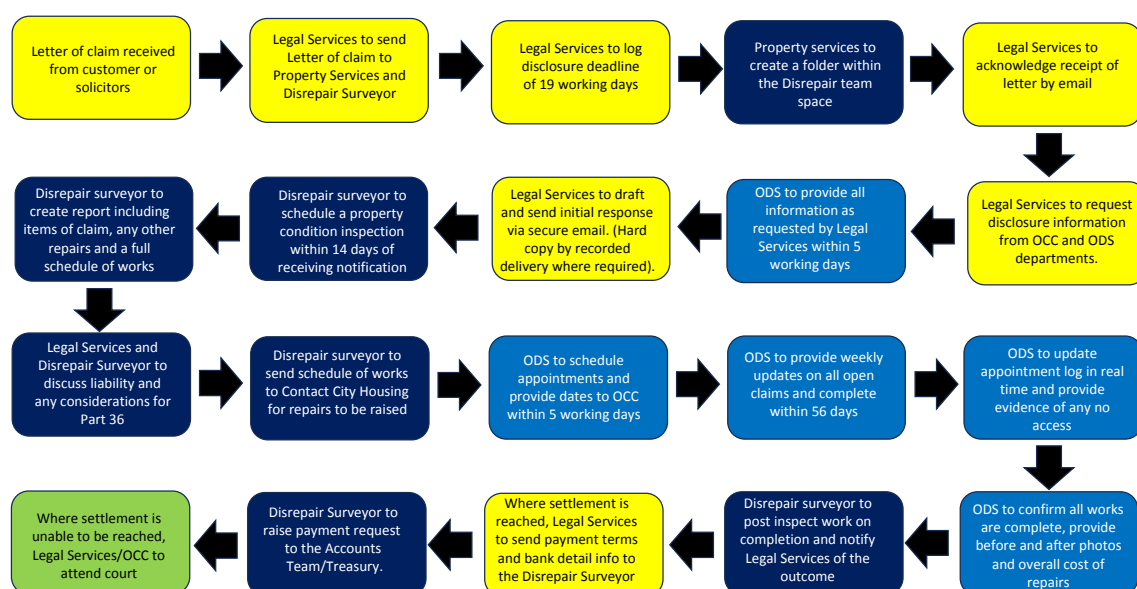 Letter of claim received
from customer or
solicitors
Legal Services to send
Letter of claim to
Property Services and
Disrepair Surveyor
Legal Services to log
disclosure deadline
of 19 working days
Property services to
create a folder within
the Disrepair team
space
Legal Services to
acknowledge receipt of
letter by email
Legal Services to request
disclosure information
from OCC and ODS
departments.
ODS to provide all
information as
requested by Legal
Services within 5
working days
Legal Services to draft
and send initial response
via secure email. (Hard
copy by recorded
delivery where required).
Disrepair surveyor to
schedule a property
condition inspection
within 14 days of
receiving notification
Disrepair surveyor to
create report including
items of claim, any other
repairs and a full
schedule of works
Legal Services and
Disrepair Surveyor to
discuss liability and
any considerations for
Part 36
Disrepair surveyor to
send schedule of works
to Contact City Housing
for repairs to be raised
ODS to schedule
appointments and
provide dates to OCC
within 5 working days
ODS to provide weekly
updates on all open
claims and complete
within 56 days
ODS to update
appointment log in real
time and provide
evidence of any no
access
ODS to confirm all works
are complete, provide
before and after photos
and overall cost of
repairs
Disrepair surveyor to
post inspect work on
completion and notify
Legal Services of the
outcome
Where settlement is
reached, Legal Services
to send payment terms
and bank detail info to
the Disrepair Surveyor
Disrepair Surveyor to
raise payment request
to the Accounts
Team/Treasury.
Where settlement is
unable to be reached,
Legal Services/OCC to
attend court